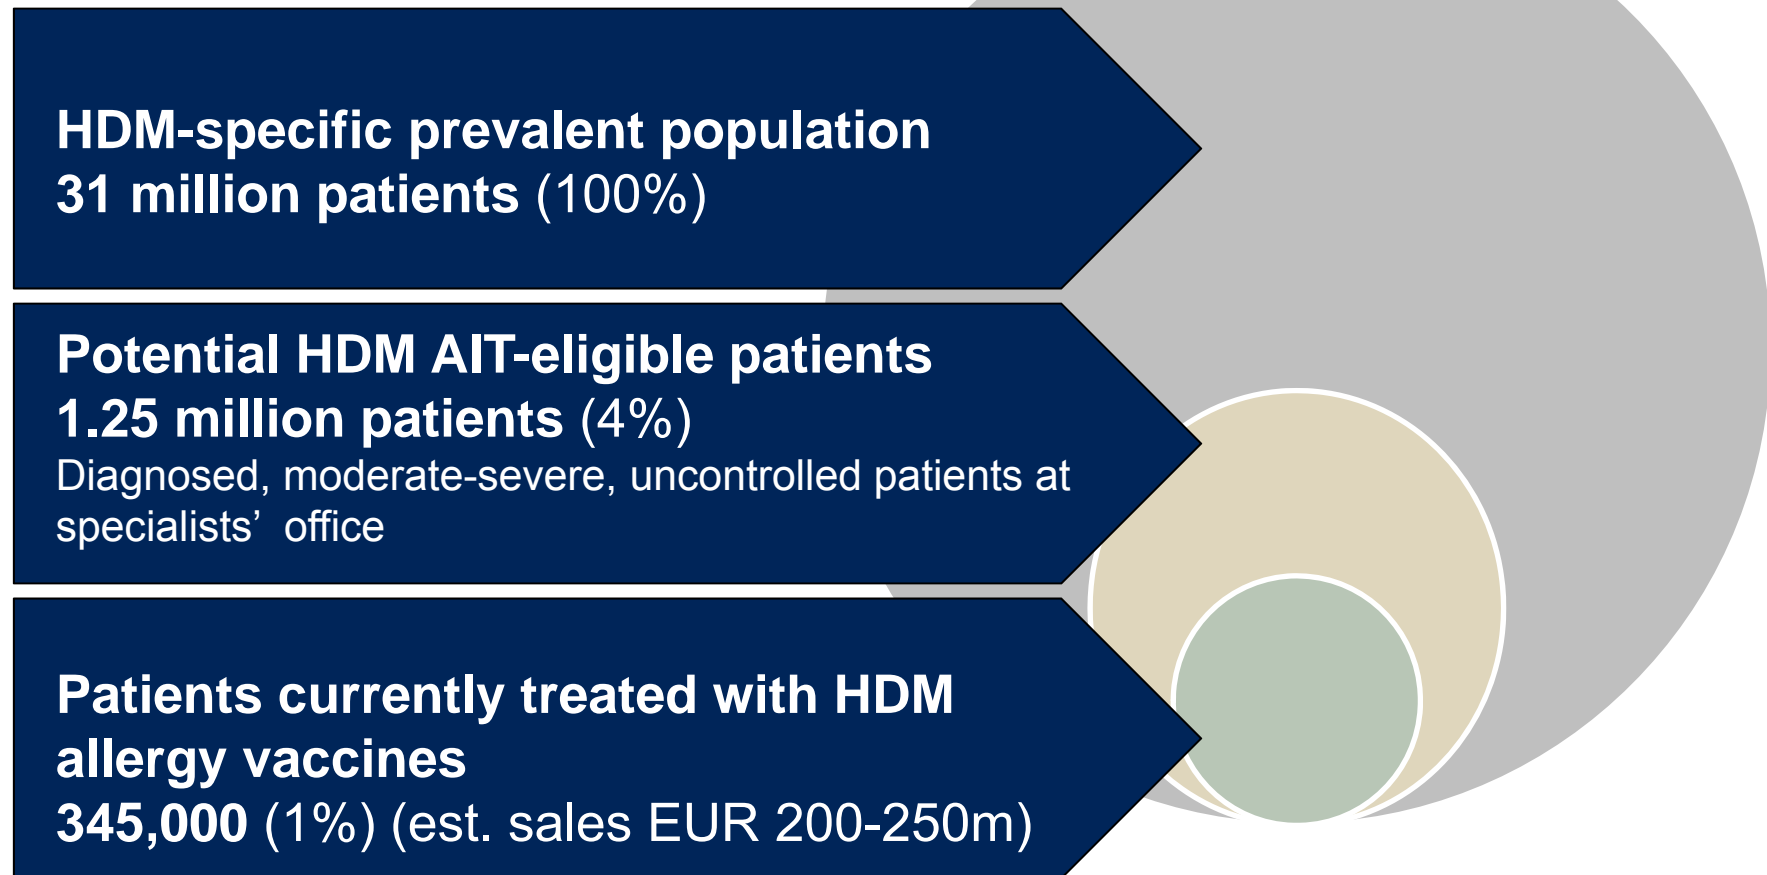 HDM-specific prevalent population
31 million patients (100%)
Potential HDM AIT-eligible patients
1.25 million patients (4%)
Diagnosed, moderate-severe, uncontrolled patients at
specialists’ office
Patients currently treated with HDM
allergy vaccines
345,000 (1%) (est. sales EUR 200-250m)